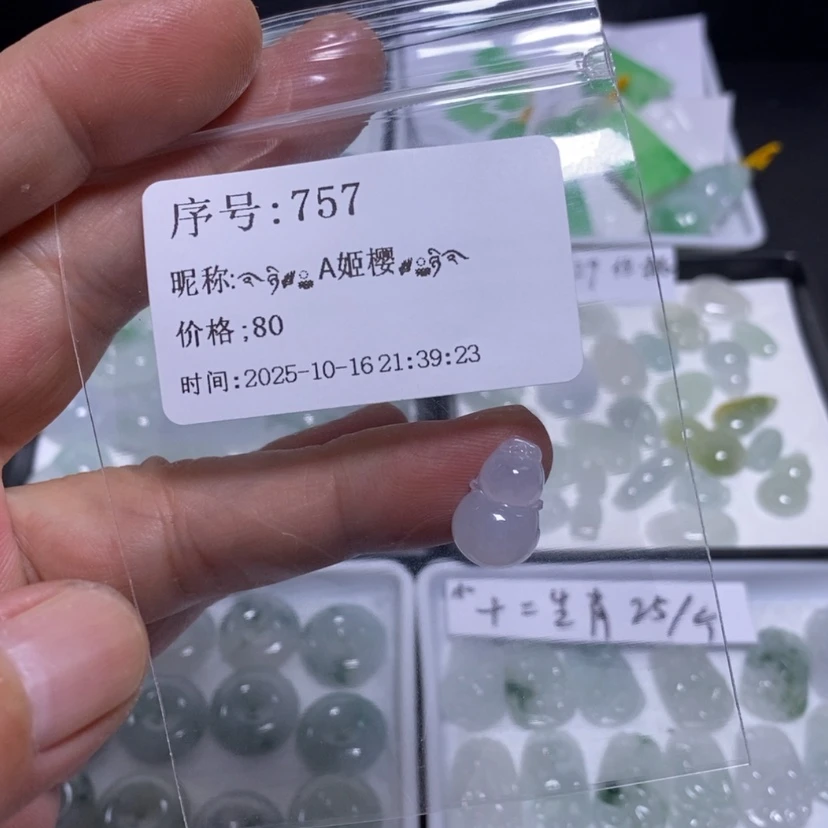 序号:757
昵称: A姬樱
价格;80
时间:2025-10-16 21:39:23
十二生肖 25/个